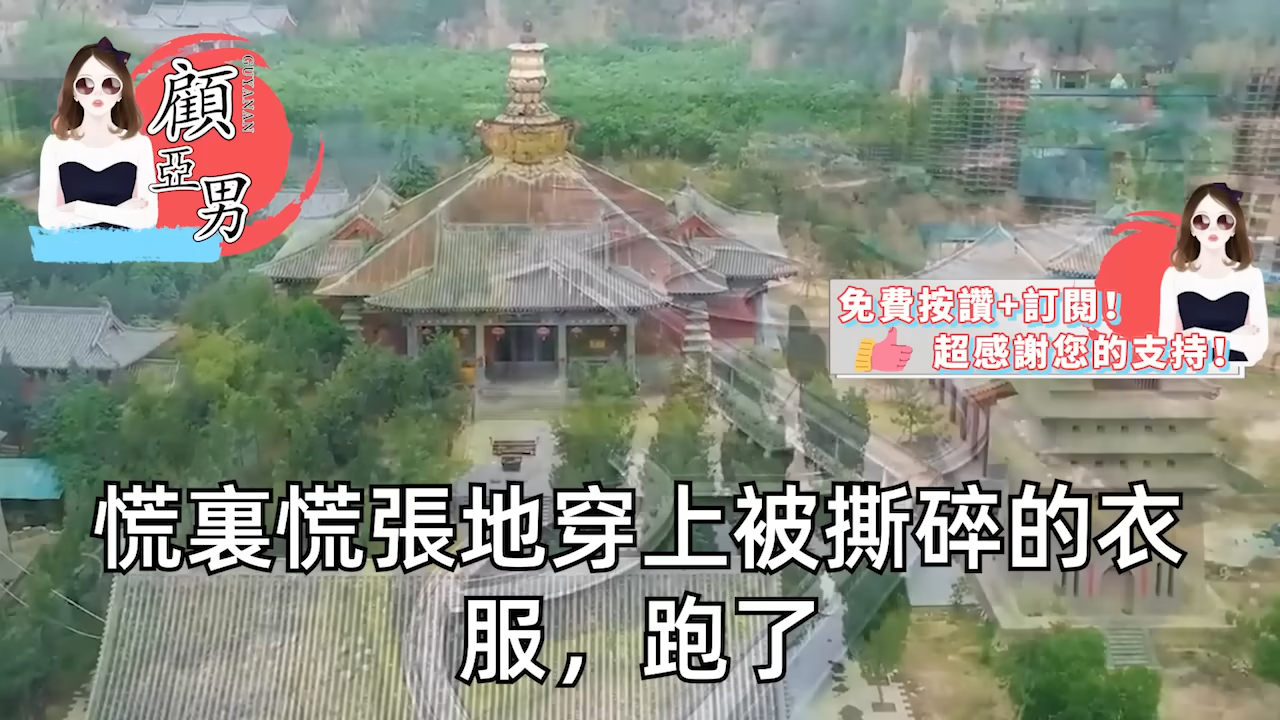 顧
GUYANAN
亞
男
免費按讚+訂閱！
超感謝您的支持！
慌裏慌張地穿上被撕碎的衣
服，跑了